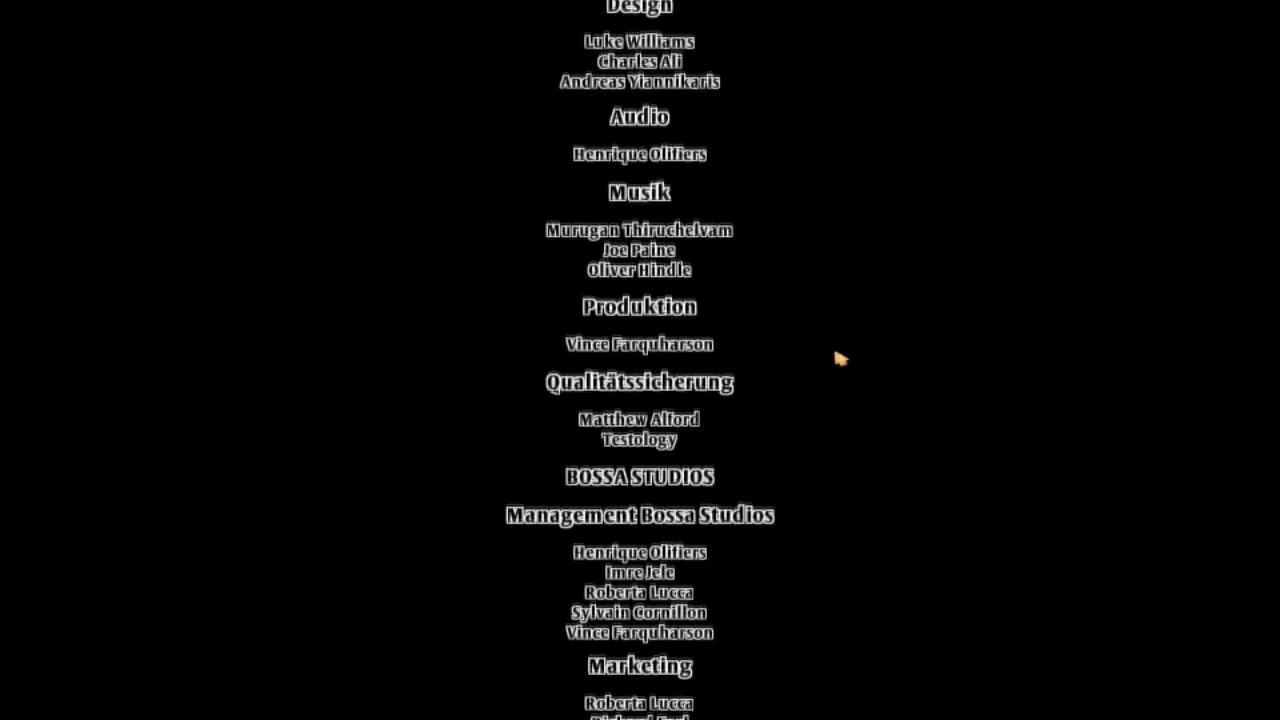 Design
Luke Williams
Charles Ali
Andreas Yiannikaris
Audio
Henrique Olifiers
Musik
Murugan Thiruchelvam
Joe Paine
Oliver Hindle
Produktion
Vince Farquharson
Qualitätssicherung
Matthew Alford
Testology
BOSSA STUDIOS
Management Bossa Studios
Henrique Olifiers
Imre Jele
Roberta Lucca
Sylvain Cornillon
Vince Farquharson
Marketing
Roberta Lucca